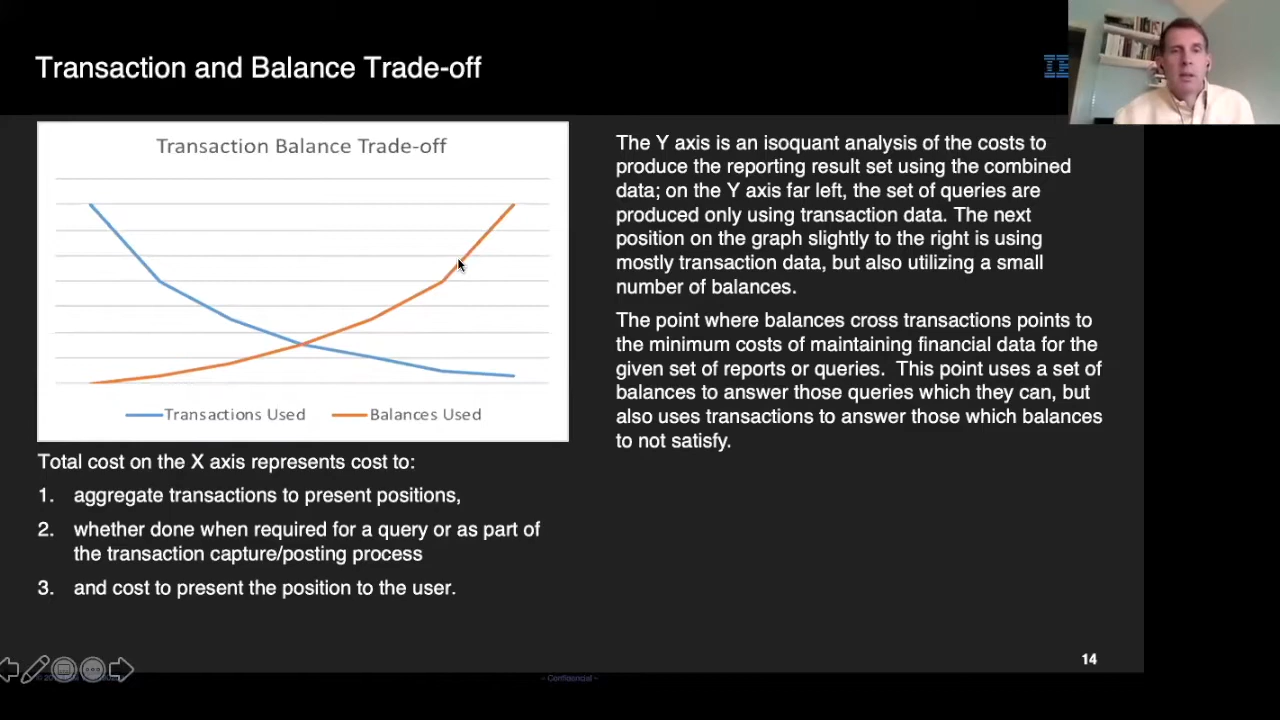 Transaction and Balance Trade-off
Transaction Balance Trade-off
Transactions Used
Balances Used
Total cost on the X axis represents cost to:
1. aggregate transactions to present positions,
2. whether done when required for a query or as part of
the transaction capture/posting process
3. and cost to present the position to the user.
The Y axis is an isoquant analysis of the costs to
produce the reporting result set using the combined
data; on the Y axis far left, the set of queries are
produced only using transaction data. The next
position on the graph slightly to the right is using
mostly transaction data, but also utilizing a small
number of balances.
The point where balances cross transactions points to
the minimum costs of maintaining financial data for the
given set of reports or queries. This point uses a set of
balances to answer those queries which they can, but
also uses transactions to answer those which balances
to not satisfy.
14
– Confidential –